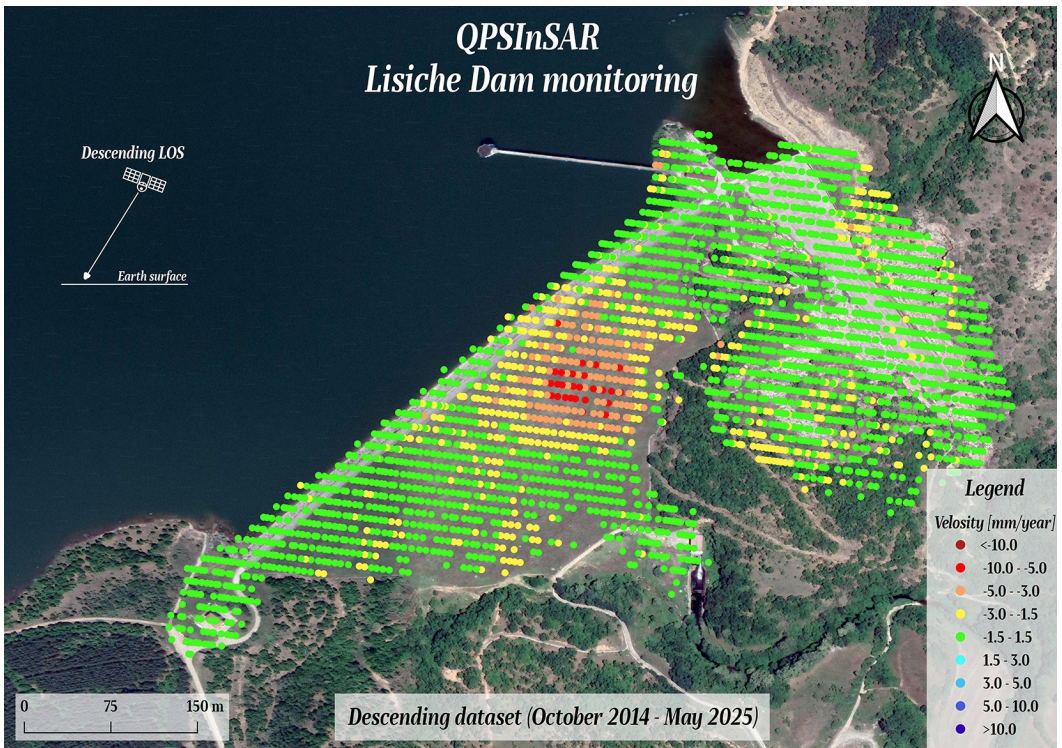 QPSInSAR
Lisiche Dam monitoring
N
Descending LOS
Earth surface
Legend
Velosity [mm/year]
<-10.0
-10.0 - -5.0
-5.0 - -3.0
-3.0 - -1.5
-1.5 - 1.5
1.5 - 3.0
3.0 - 5.0
5.0 - 10.0
>10.0
0 75 150 m
Descending dataset (October 2014 - May 2025)